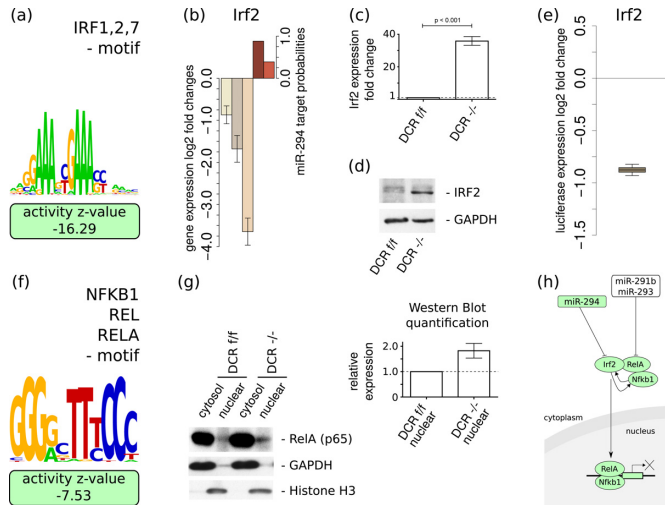 (a)
IRF1,2,7
- motif
activity z-value
-16.29
(b)
Irf2
gene expression log2 fold changes
0.0
-1.0
-2.0
-3.0
-4.0
1.0
0.5
0.0
miR-294 target probabilities
(c)
p < 0.001
Irf2 expression
fold change
40
20
1
DCR f/f
DCR -/-
(d)
- IRF2
- GAPDH
DCR f/f
DCR -/-
(e)
Irf2
luciferase expression log2 fold change
0.5
0.0
-0.5
-1.0
-1.5
(f)
NFKB1
REL
RELA
- motif
activity z-value
-7.53
(g)
DCR f/f
DCR -/-
cytosol
nuclear
cytosol
nuclear
- RelA (p65)
- GAPDH
- Histone H3
Western Blot
quantification
relative
expression
2.0
1.0
0.0
DCR f/f
nuclear
DCR -/-
nuclear
(h)
miR-291b
miR-293
miR-294
Irf2
RelA
Nfkb1
cytoplasm
nucleus
RelA
Nfkb1